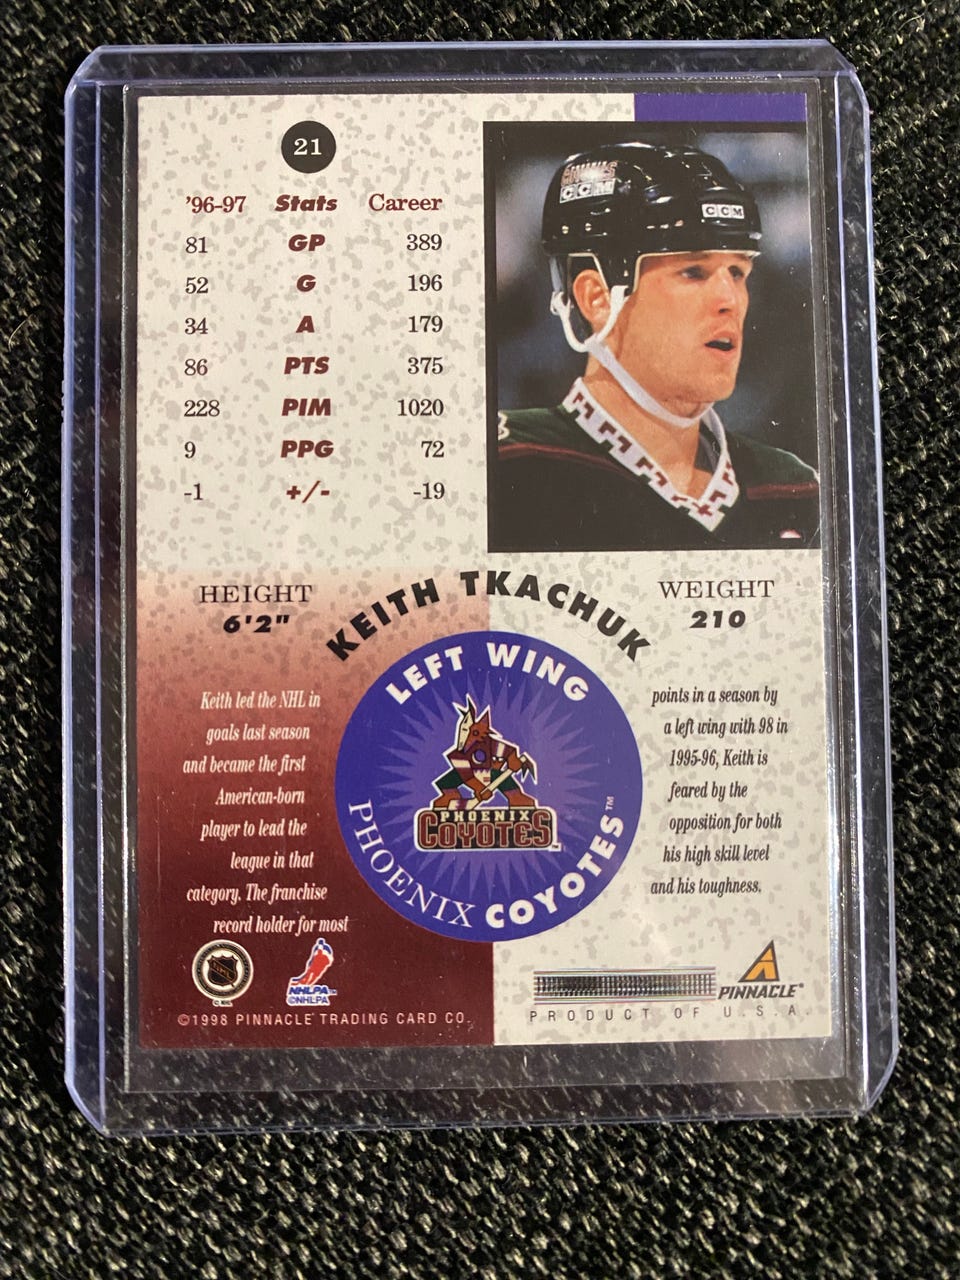 21
'96-97 Stats Career
81 GP 389
52 G 196
34 A 179
86 PTS 375
228 PIM 1020
9 PPG 72
-1 +/- -19
CCM
CCM
HEIGHT
6'2"
KEITH TKACHUK
WEIGHT
210
LEFT WING
PHOENIX
COYOTES
PHOENIX COYOTES™
Keith led the NHL in
goals last season
and became the first
American-born
player to lead the
league in that
category. The franchise
record holder for most
points in a season by
a left wing with 98 in
1995-96, Keith is
feared by the
opposition for both
his high skill level
and his toughness.
NHL
© NHL
NHLPA™
©NHLPA
©1998 PINNACLE TRADING CARD CO.
PINNACLE®
PRODUCT OF U.S.A.